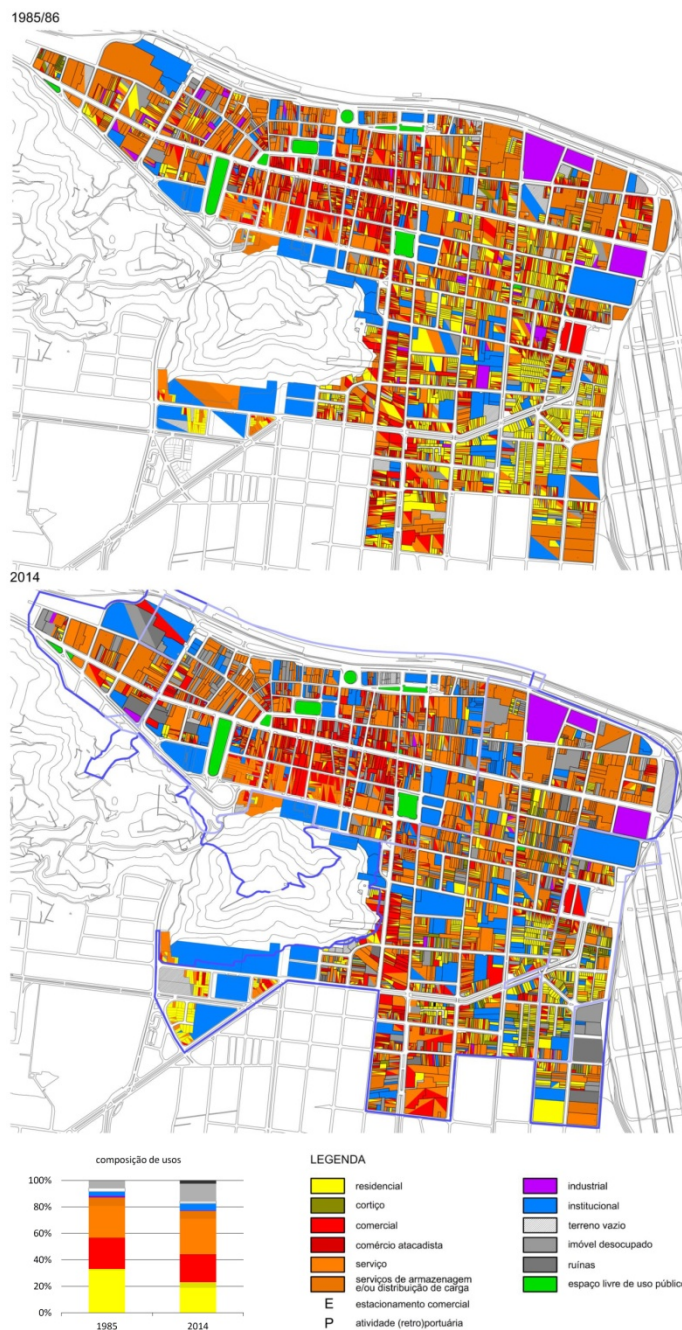 1985/86
2014
composição de usos
100%
80%
60%
40%
20%
0%
1985
2014
LEGENDA
residencial
cortiço
comercial
comércio atacadista
serviço
serviços de armazenagem
e/ou distribuição de carga
E estacionamento comercial
P atividade (retro)portuária
industrial
institucional
terreno vazio
imóvel desocupado
ruínas
espaço livre de uso público